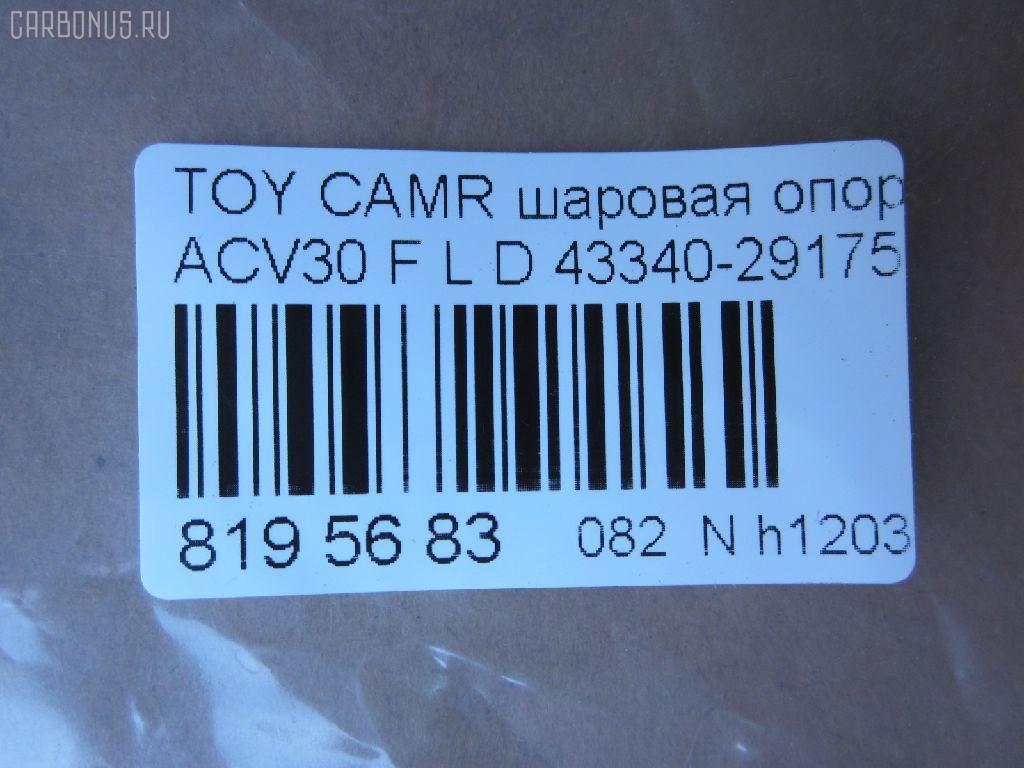 CARBONUS.RU
TOY CAMR шаровая опор
ACV30 F L D 43340-29175
819 56 83 082 N h1203